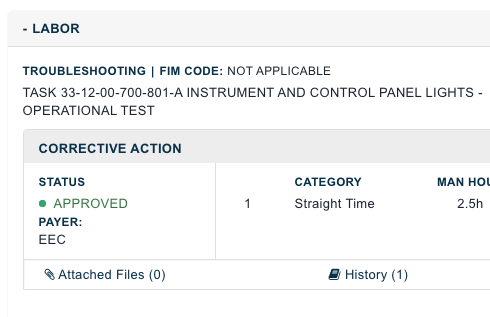 - LABOR
TROUBLESHOOTING | FIM CODE: NOT APPLICABLE
TASK 33-12-00-700-801-A INSTRUMENT AND CONTROL PANEL LIGHTS -
OPERATIONAL TEST
CORRECTIVE ACTION
STATUS
APPROVED
PAYER:
EEC
CATEGORY MAN HOU
1 Straight Time 2.5h
Attached Files (0) History (1)